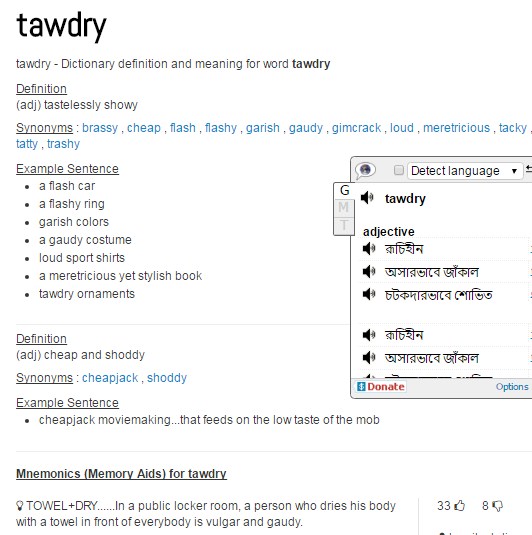 tawdry
tawdry - Dictionary definition and meaning for word tawdry
Definition
(adj) tastelessly showy
Synonyms : brassy , cheap , flash , flashy , garish , gaudy , gimcrack , loud , meretricious , tacky ,
tatty , trashy
Example Sentence
a flash car
a flashy ring
garish colors
a gaudy costume
loud sport shirts
a meretricious yet stylish book
tawdry ornaments
Detect language
G
M
T
tawdry
adjective
রূচিহীন
অসারভাবে জাঁকাল
চটকদারভাবে শোভিত
রূচিহীন
অসারভাবে জাঁকাল
Donate
Options
Definition
(adj) cheap and shoddy
Synonyms : cheapjack , shoddy
Example Sentence
cheapjack moviemaking...that feeds on the low taste of the mob
Mnemonics (Memory Aids) for tawdry
TOWEL+DRY......In a public locker room, a person who dries his body
with a towel in front of everybody is vulgar and gaudy.
33
8